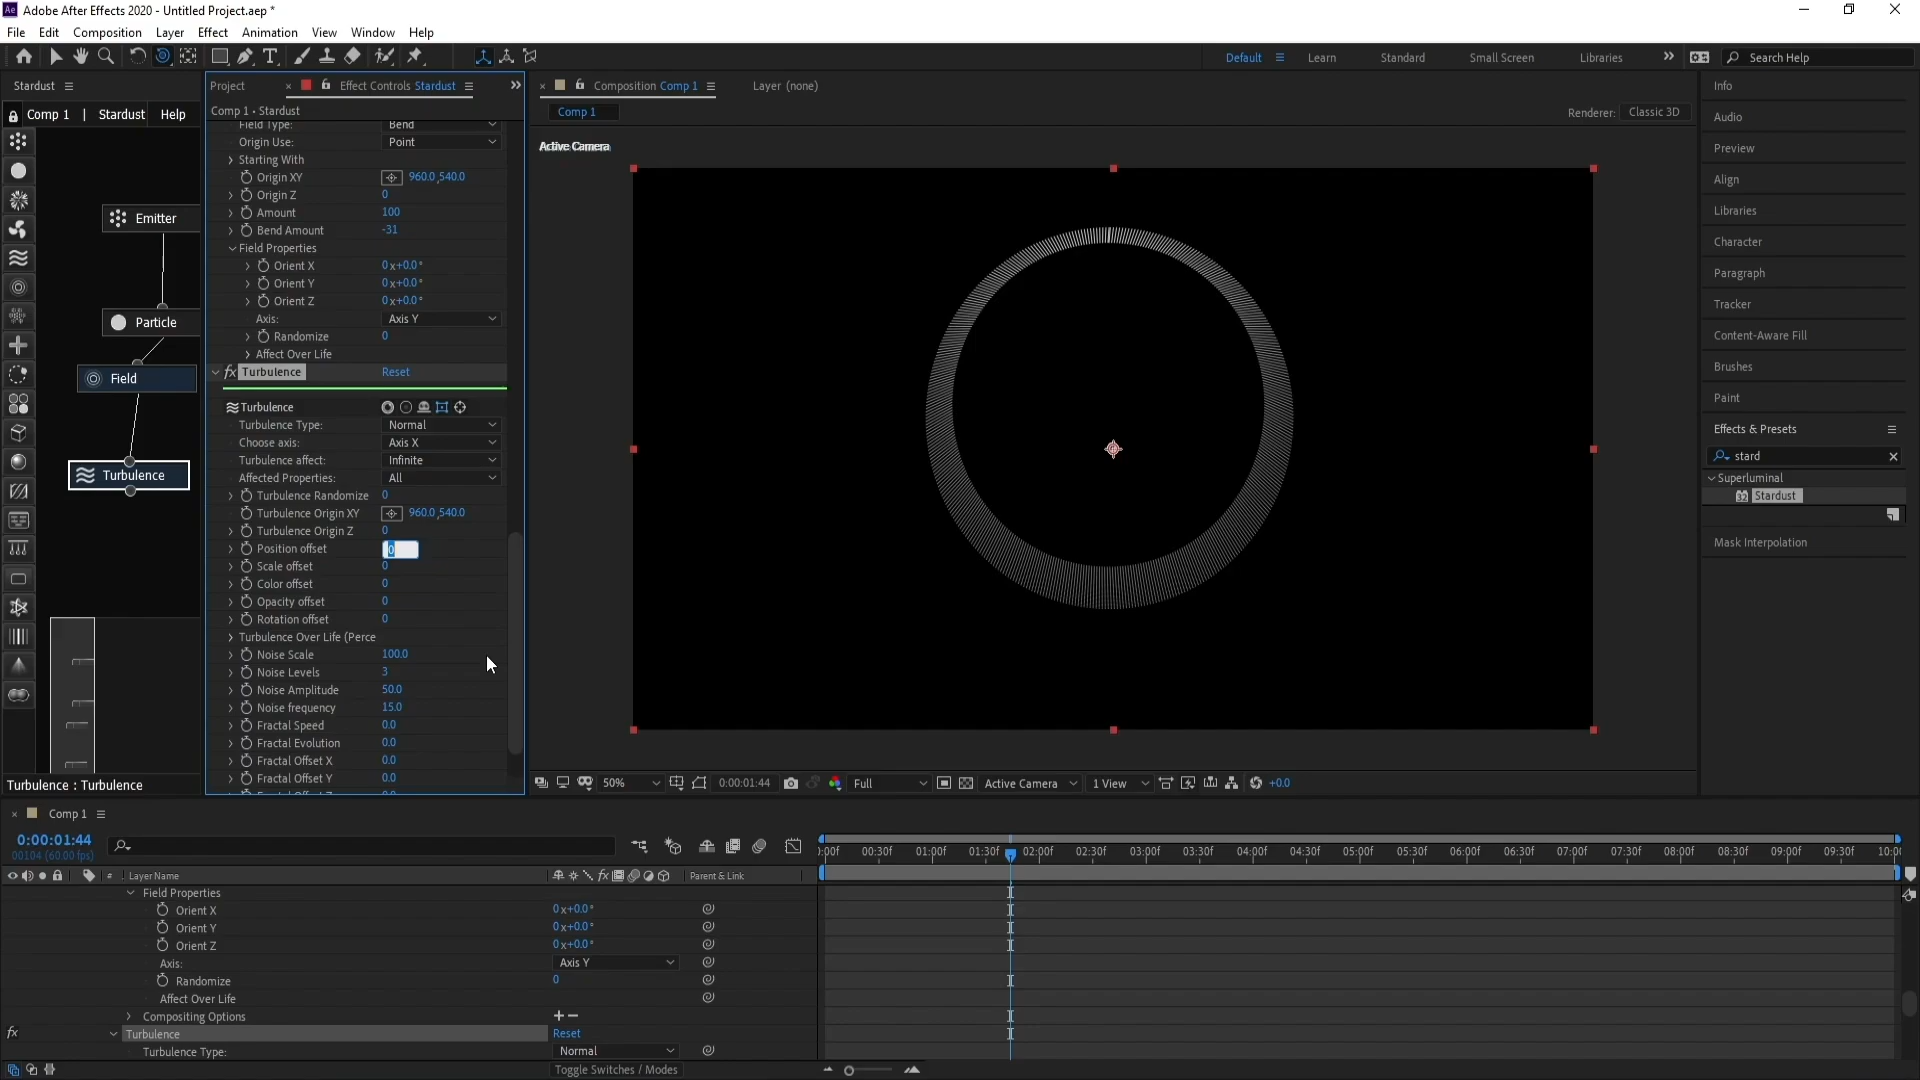 Adobe After Effects 2020 - Untitled Project.aep *
File Edit Composition Layer Effect Animation View Window Help
Default Learn Standard Small Screen Libraries Search Help
Stardust
Comp 1 | Stardust Help
Emitter
Particle
Field
Turbulence
Turbulence : Turbulence
Project Effect Controls Stardust
Comp 1 • Stardust
Field Type: Bend
Origin Use: Point
Starting With
Origin XY 960.0,540.0
Origin Z 0
Amount 100
Bend Amount -31
Field Properties
Orient X 0x+0.0°
Orient Y 0x+0.0°
Orient Z 0x+0.0°
Axis: Axis Y
Randomize 0
Affect Over Life
fx Turbulence Reset
Turbulence
Turbulence Type: Normal
Choose axis: Axis X
Turbulence affect: Infinite
Affected Properties: All
Turbulence Randomize 0
Turbulence Origin XY 960.0,540.0
Turbulence Origin Z 0
Position offset 0
Scale offset 0
Color offset 0
Opacity offset 0
Rotation offset 0
Turbulence Over Life (Perce
Noise Scale 100.0
Noise Levels 3
Noise Amplitude 50.0
Noise frequency 15.0
Fractal Speed 0.0
Fractal Evolution 0.0
Fractal Offset X 0.0
Fractal Offset Y 0.0
Composition Comp 1 Layer (none)
Comp 1
Renderer: Classic 3D
Active Camera
50% 0:00:01:44 Full Active Camera 1 View +0.0
Info
Audio
Preview
Align
Libraries
Character
Paragraph
Tracker
Content-Aware Fill
Brushes
Paint
Effects & Presets
stard
Superluminal
Stardust
Mask Interpolation
Comp 1
0:00:01:44
00104 (60.00 fps)
:00f 00:30f 01:00f 01:30f 02:00f 02:30f 03:00f 03:30f 04:00f 04:30f 05:00f 05:30f 06:00f 06:30f 07:00f 07:30f 08:00f 08:30f 09:00f 09:30f 10:0
# Layer Name Parent & Link
Field Properties
Orient X 0x+0.0°
Orient Y 0x+0.0°
Orient Z 0x+0.0°
Axis: Axis Y
Randomize 0
Affect Over Life
Compositing Options +−
fx Turbulence Reset
Turbulence Type: Normal
Toggle Switches / Modes